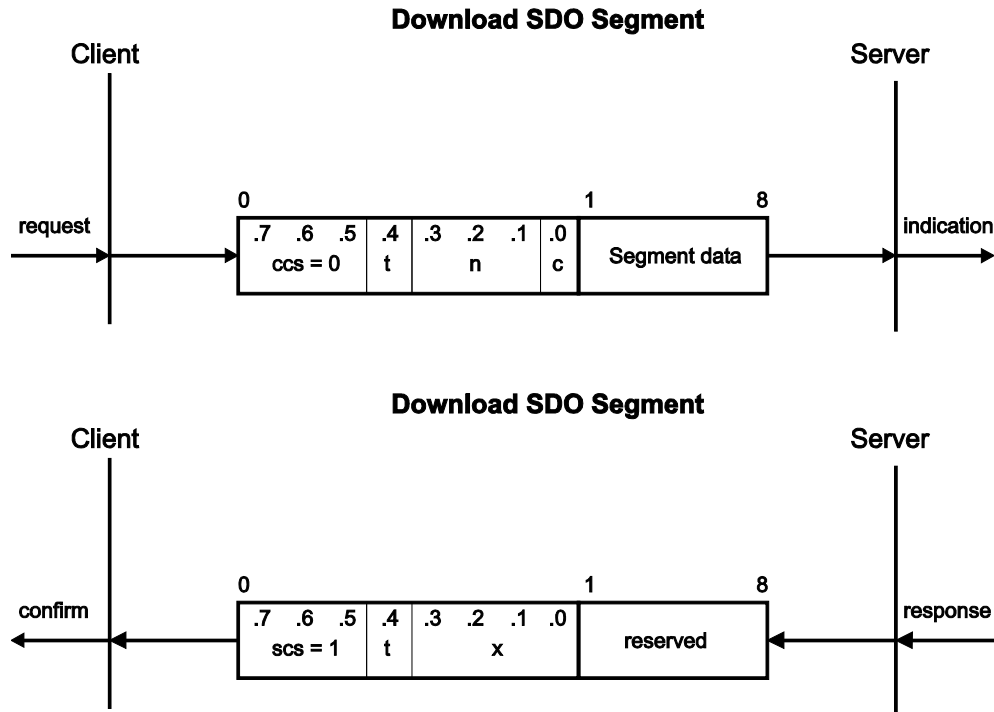 Download SDO Segment
Client Server
0 1 8
request indication
.7 .6 .5 .4 .3 .2 .1 .0
ccs = 0 t n c Segment data
Download SDO Segment
Client Server
0 1 8
confirm response
.7 .6 .5 .4 .3 .2 .1 .0
scs = 1 t x reserved